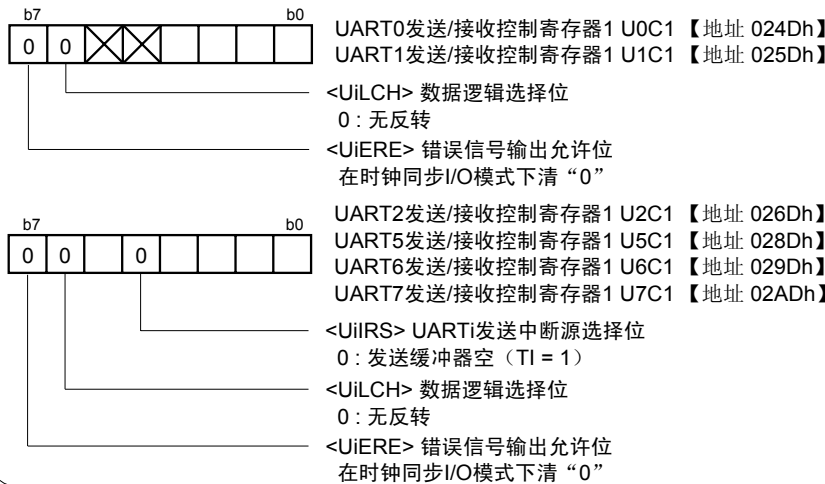 b7 b0
0 0
UART0发送/接收控制寄存器1 U0C1 【地址 024Dh】
UART1发送/接收控制寄存器1 U1C1 【地址 025Dh】
<UiLCH> 数据逻辑选择位
0 : 无反转
<UiERE> 错误信号输出允许位
在时钟同步I/O模式下清“0”
b7 b0
0 0 0
UART2发送/接收控制寄存器1 U2C1 【地址 026Dh】
UART5发送/接收控制寄存器1 U5C1 【地址 028Dh】
UART6发送/接收控制寄存器1 U6C1 【地址 029Dh】
UART7发送/接收控制寄存器1 U7C1 【地址 02ADh】
<UiIRS> UARTi发送中断源选择位
0 : 发送缓冲器空（TI = 1）
<UiLCH> 数据逻辑选择位
0 : 无反转
<UiERE> 错误信号输出允许位
在时钟同步I/O模式下清“0”